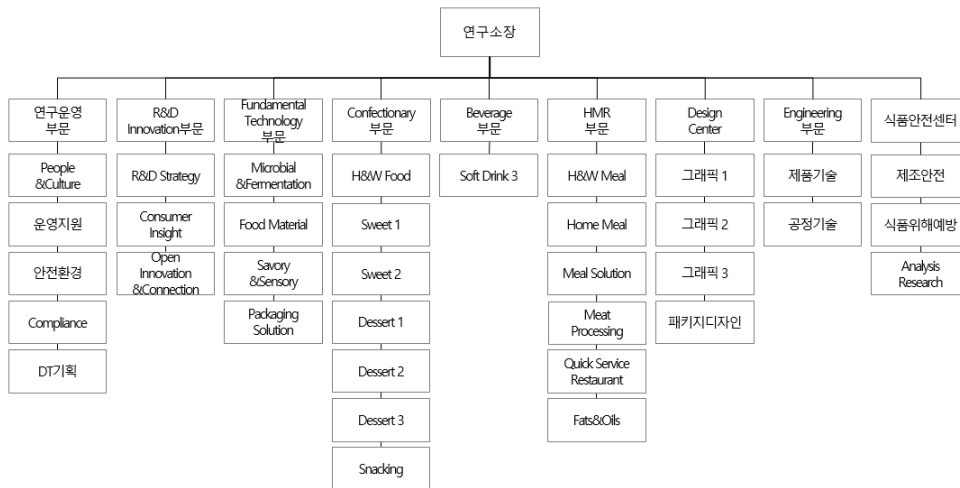 연구소장
연구운영
부문
R&D
Innovation부문
Fundamental
Technology
부문
Confectionary
부문
Beverage
부문
HMR
부문
Design
Center
Engineering
부문
식품안전센터
People
&Culture
R&D Strategy
Microbial
&Fermentation
H&W Food
Soft Drink 3
H&W Meal
그래픽 1
제품기술
제조안전
운영지원
Consumer
Insight
Food Material
Sweet 1
Home Meal
그래픽 2
공정기술
식품위해예방
안전환경
Open
Innovation
&Connection
Savory
&Sensory
Sweet 2
Meal Solution
그래픽 3
Analysis
Research
Compliance
Packaging
Solution
Dessert 1
Meat
Processing
패키지디자인
DT기획
Dessert 2
Quick Service
Restaurant
Dessert 3
Fats&Oils
Snacking